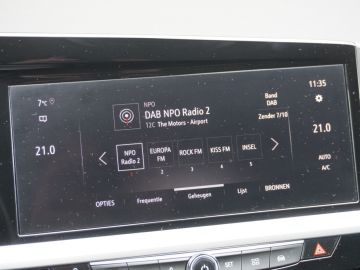 11:35
7°C
NPO
DAB NPO Radio 2
12C The Motors - Airport
Band
DAB
Zender 7/10
21.0
21.0
NPO
Radio 2
EUROPA
FM
ROCK FM
KISS FM
INSEL
2
3
4
5
AUTO
A/C
OPTIES
Frequentie
Geheugen
Lijst
BRONNEN
SET